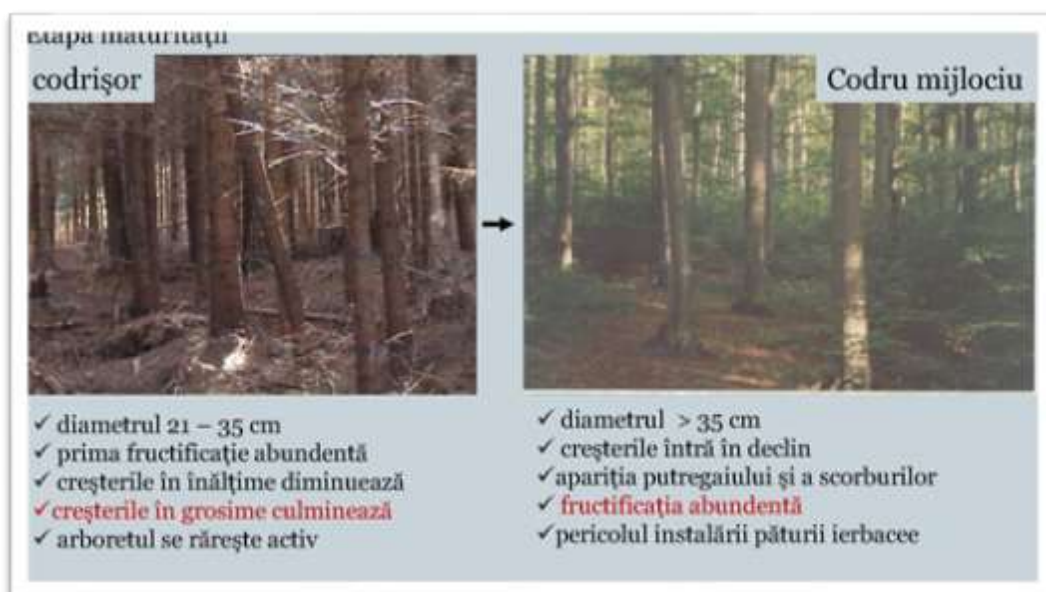 Etapa maturității
codrişor
Codru mijlociu
✓ diametrul 21 – 35 cm
✓ prima fructificaţie abundentă
✓ creşterile în înălţime diminuează
✓ creşterile în grosime culminează
✓ arboretul se răreşte activ
✓ diametrul > 35 cm
✓ creşterile întră în declin
✓ apariţia putregaiului şi a scorburilor
✓ fructificaţia abundentă
✓ pericolul instalării păturii ierbacee